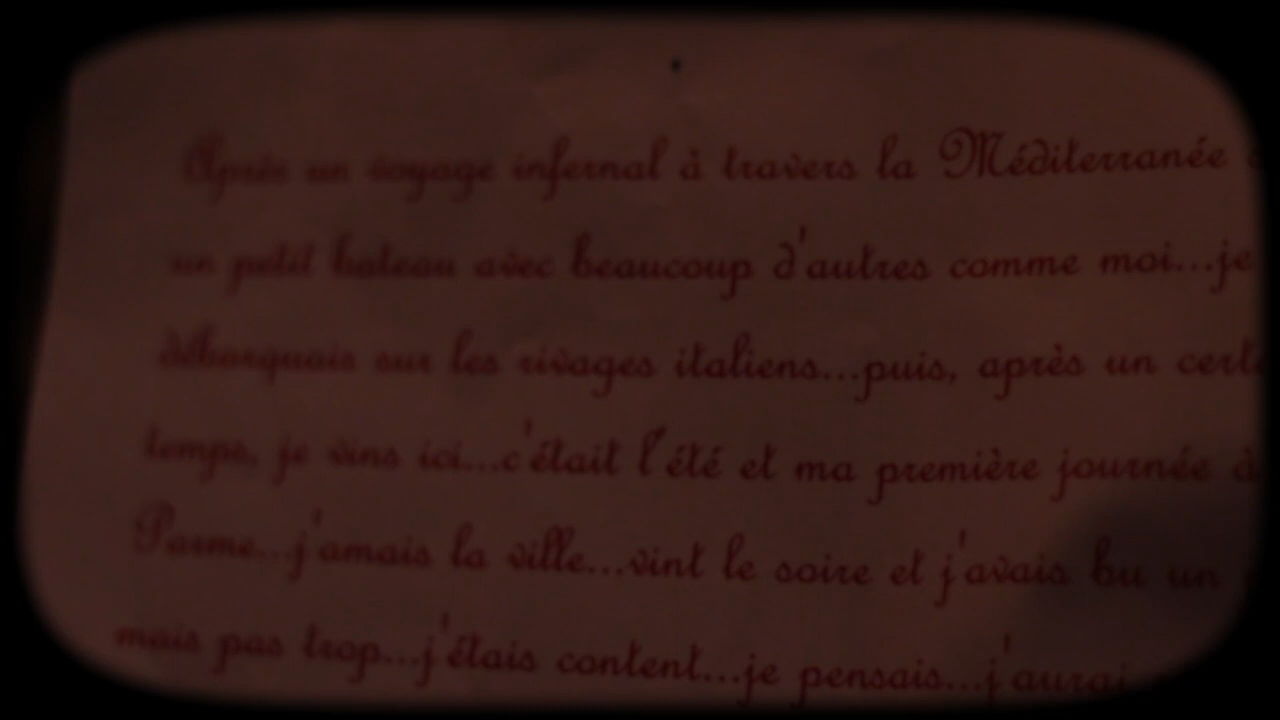 Après un voyage infernal à travers la Méditerranée
un petit bateau avec beaucoup d'autres comme moi...je
débarquais sur les rivages italiens...puis, après un
temps, je vins ici...c'était l'été et ma première journée à
Parme...j'amais la ville...vint le soire et j'avais bu un
mais pas trop...j'étais content...je pensais...j'aurai